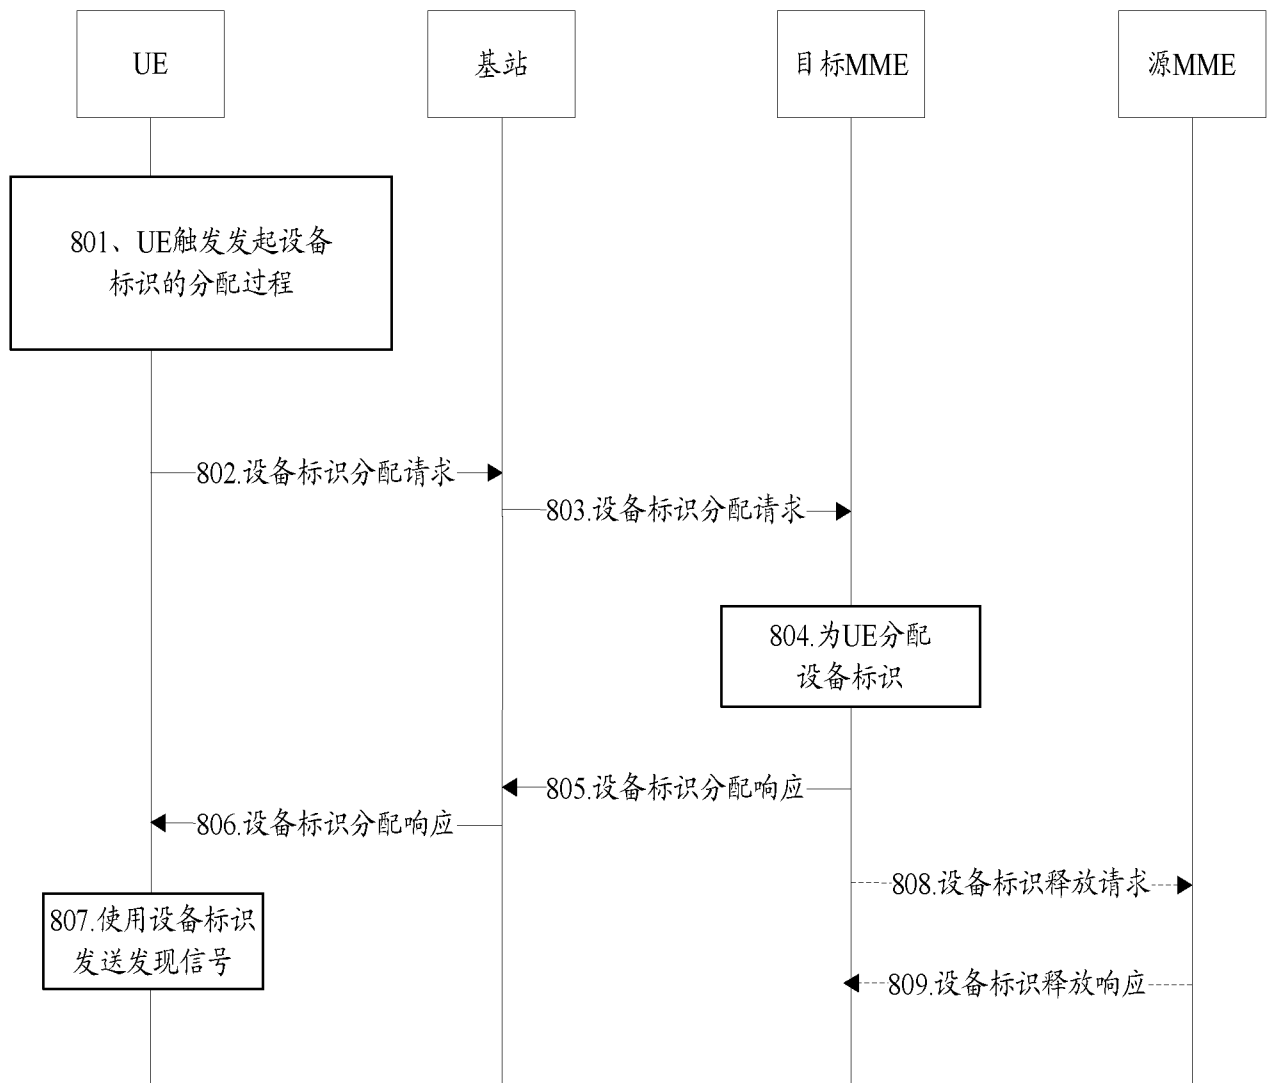 UE
基站
目标MME
源MME
801、UE触发发起设备
标识的分配过程
802.设备标识分配请求
803.设备标识分配请求
804.为UE分配
设备标识
805.设备标识分配响应
806.设备标识分配响应
808.设备标识释放请求
807.使用设备标识
发送发现信号
809.设备标识释放响应